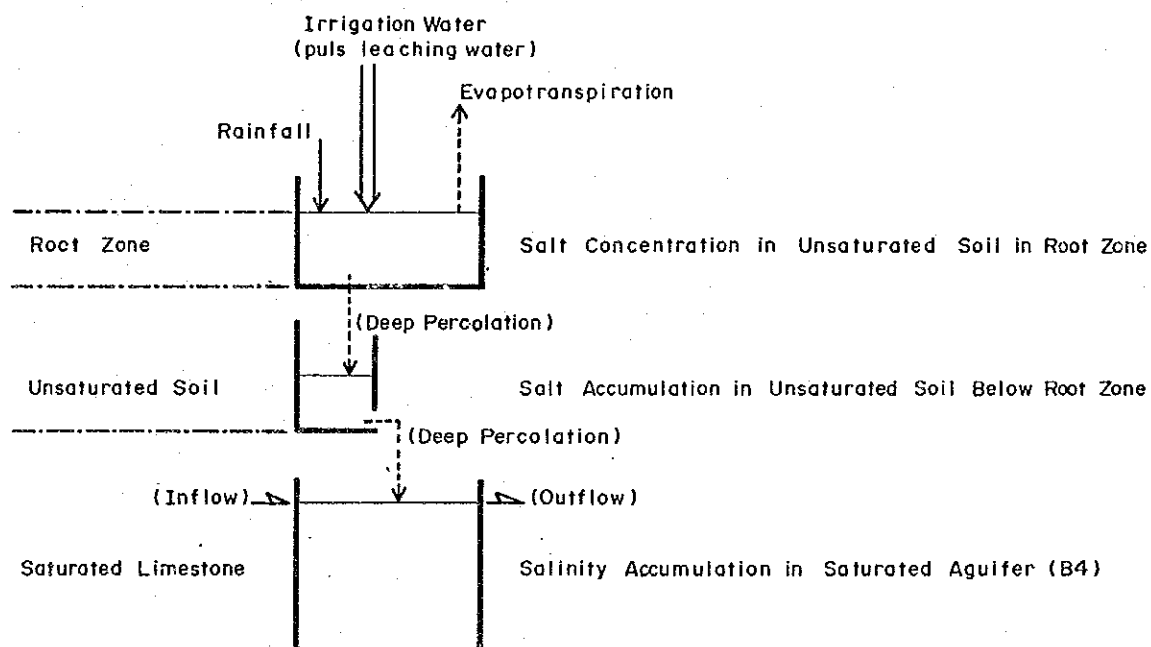 Irrigation Water
(puls leaching water)
Evapotranspiration
Rainfall
Root Zone
Salt Concentration in Unsaturated Soil in Root Zone
(Deep Percolation)
Unsaturated Soil
Salt Accumulation in Unsaturated Soil Below Root Zone
(Deep Percolation)
(Inflow)
(Outflow)
Saturated Limestone
Salinity Accumulation in Saturated Aguifer (B4)